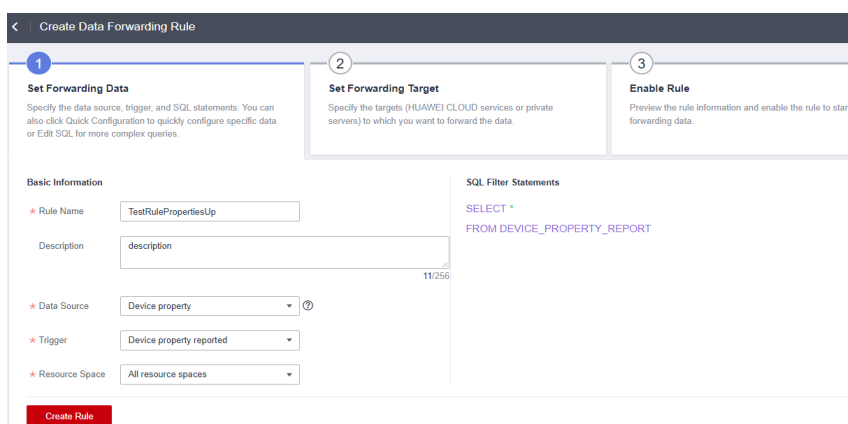 Create Data Forwarding Rule
1
2
3
Set Forwarding Data
Specify the data source, trigger, and SQL statements. You can
also click Quick Configuration to quickly configure specific data
or Edit SQL for more complex queries.
Set Forwarding Target
Specify the targets (HUAWEI CLOUD services or private
servers) to which you want to forward the data.
Enable Rule
Preview the rule information and enable the rule to star
forwarding data.
Basic Information
* Rule Name TestRulePropertiesUp
Description description
11/256
* Data Source Device property ?
* Trigger Device property reported
* Resource Space All resource spaces
Create Rule
SQL Filter Statements
SELECT *
FROM DEVICE_PROPERTY_REPORT